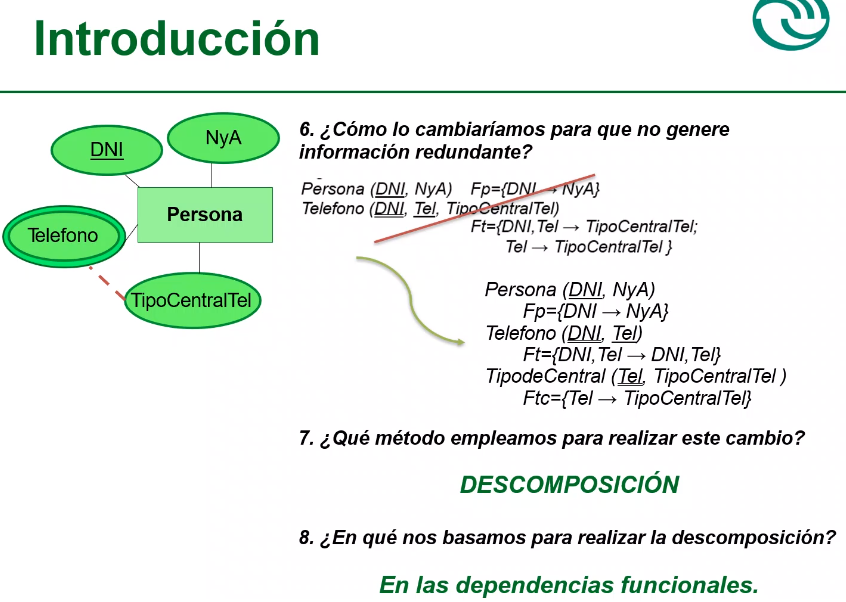 Introducción
DNI
NyA
Persona
Telefono
TipoCentralTel
6. ¿Cómo lo cambiaríamos para que no genere
información redundante?
Persona (DNI, NyA) Fp={DNI → NyA}
Telefono (DNI, Tel, TipoCentralTel)
Ft={DNI,Tel → TipoCentralTel;
Tel → TipoCentralTel }
Persona (DNI, NyA)
Fp={DNI → NyA}
Telefono (DNI, Tel)
Ft={DNI,Tel → DNI,Tel}
TipodeCentral (Tel, TipoCentralTel )
Ftc={Tel → TipoCentralTel}
7. ¿Qué método empleamos para realizar este cambio?
DESCOMPOSICIÓN
8. ¿En qué nos basamos para realizar la descomposición?
En las dependencias funcionales.